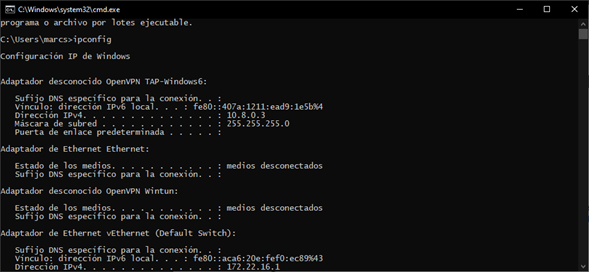 C:\Windows\system32\cmd.exe
programa o archivo por lotes ejecutable.
C:\Users\marcs>ipconfig
Configuración IP de Windows
Adaptador desconocido OpenVPN TAP-Windows6:
   Sufijo DNS específico para la conexión. . :
   Vínculo: dirección IPv6 local. . . : fe80::407a:1211:ead9:1e5b%4
   Dirección IPv4. . . . . . . . . . . . . . : 10.8.0.3
   Máscara de subred . . . . . . . . . . . . : 255.255.255.0
   Puerta de enlace predeterminada . . . . . :
Adaptador de Ethernet Ethernet:
   Estado de los medios. . . . . . . . . . . : medios desconectados
   Sufijo DNS específico para la conexión. . :
Adaptador desconocido OpenVPN Wintun:
   Estado de los medios. . . . . . . . . . . : medios desconectados
   Sufijo DNS específico para la conexión. . :
Adaptador de Ethernet vEthernet (Default Switch):
   Sufijo DNS específico para la conexión. . :
   Vínculo: dirección IPv6 local. . . : fe80::aca6:20e:fef0:ec89%43
   Dirección IPv4. . . . . . . . . . . . . . : 172.22.16.1